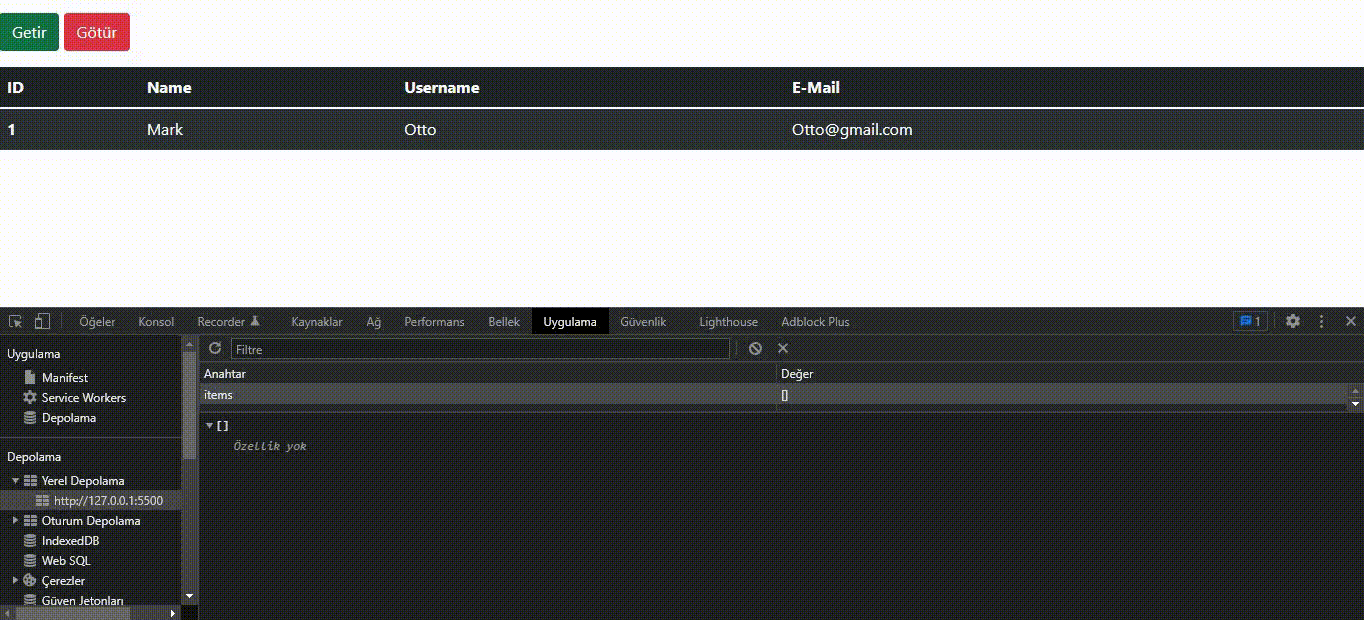 Getir Götür
ID Name Username E-Mail
1 Mark Otto Otto@gmail.com
Öğeler Konsol Recorder Kaynaklar Ağ Performans Bellek Uygulama Güvenlik Lighthouse Adblock Plus 1
Uygulama
Manifest
Service Workers
Depolama
Depolama
Yerel Depolama
http://127.0.0.1:5500
Oturum Depolama
IndexedDB
Web SQL
Çerezler
Güven Jetonları
Filtre
Anahtar Değer
items []
[]
Özellik yok